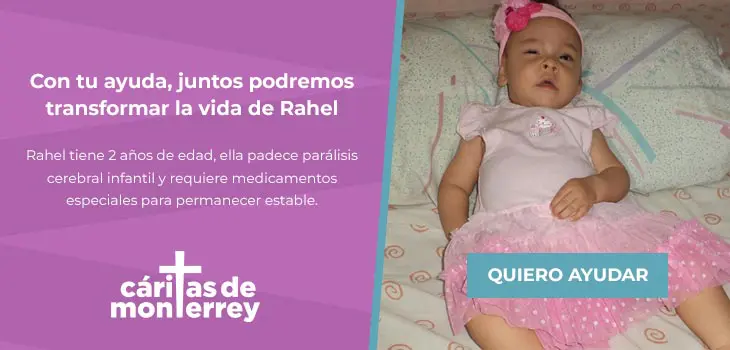 Con tu ayuda, juntos podremos
transformar la vida de Rahel
Rahel tiene 2 años de edad, ella padece parálisis
cerebral infantil y requiere medicamentos
especiales para permanecer estable.
cáritas de
monterrey
QUIERO AYUDAR